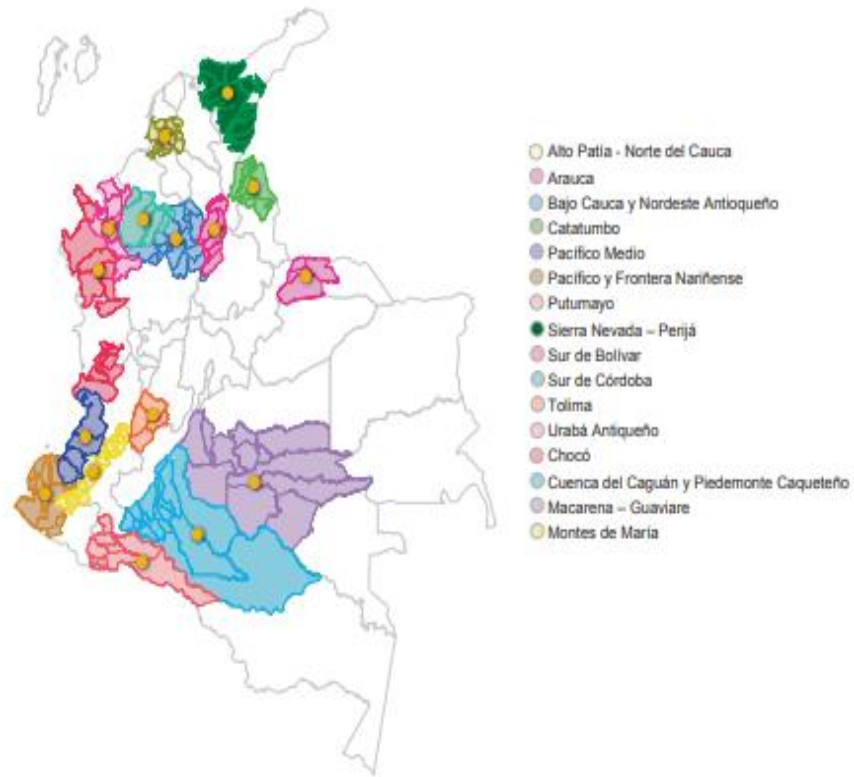 Alto Patía - Norte del Cauca
Arauca
Bajo Cauca y Nordeste Antioqueño
Catatumbo
Pacífico Medio
Pacífico y Frontera Nariñense
Putumayo
Sierra Nevada – Perijá
Sur de Bolívar
Sur de Córdoba
Tolima
Urabá Antioqueño
Chocó
Cuenca del Caguán y Piedemonte Caqueteño
Macarena – Guaviare
Montes de María